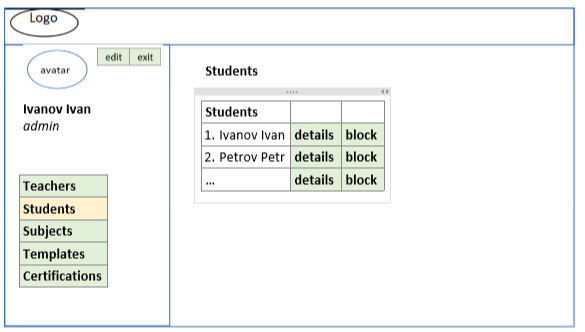 Logo
edit exit
avatar
Ivanov Ivan
admin
Teachers
Students
Subjects
Templates
Certifications
Students
Students
1. Ivanov Ivan details block
2. Petrov Petr details block
... details block